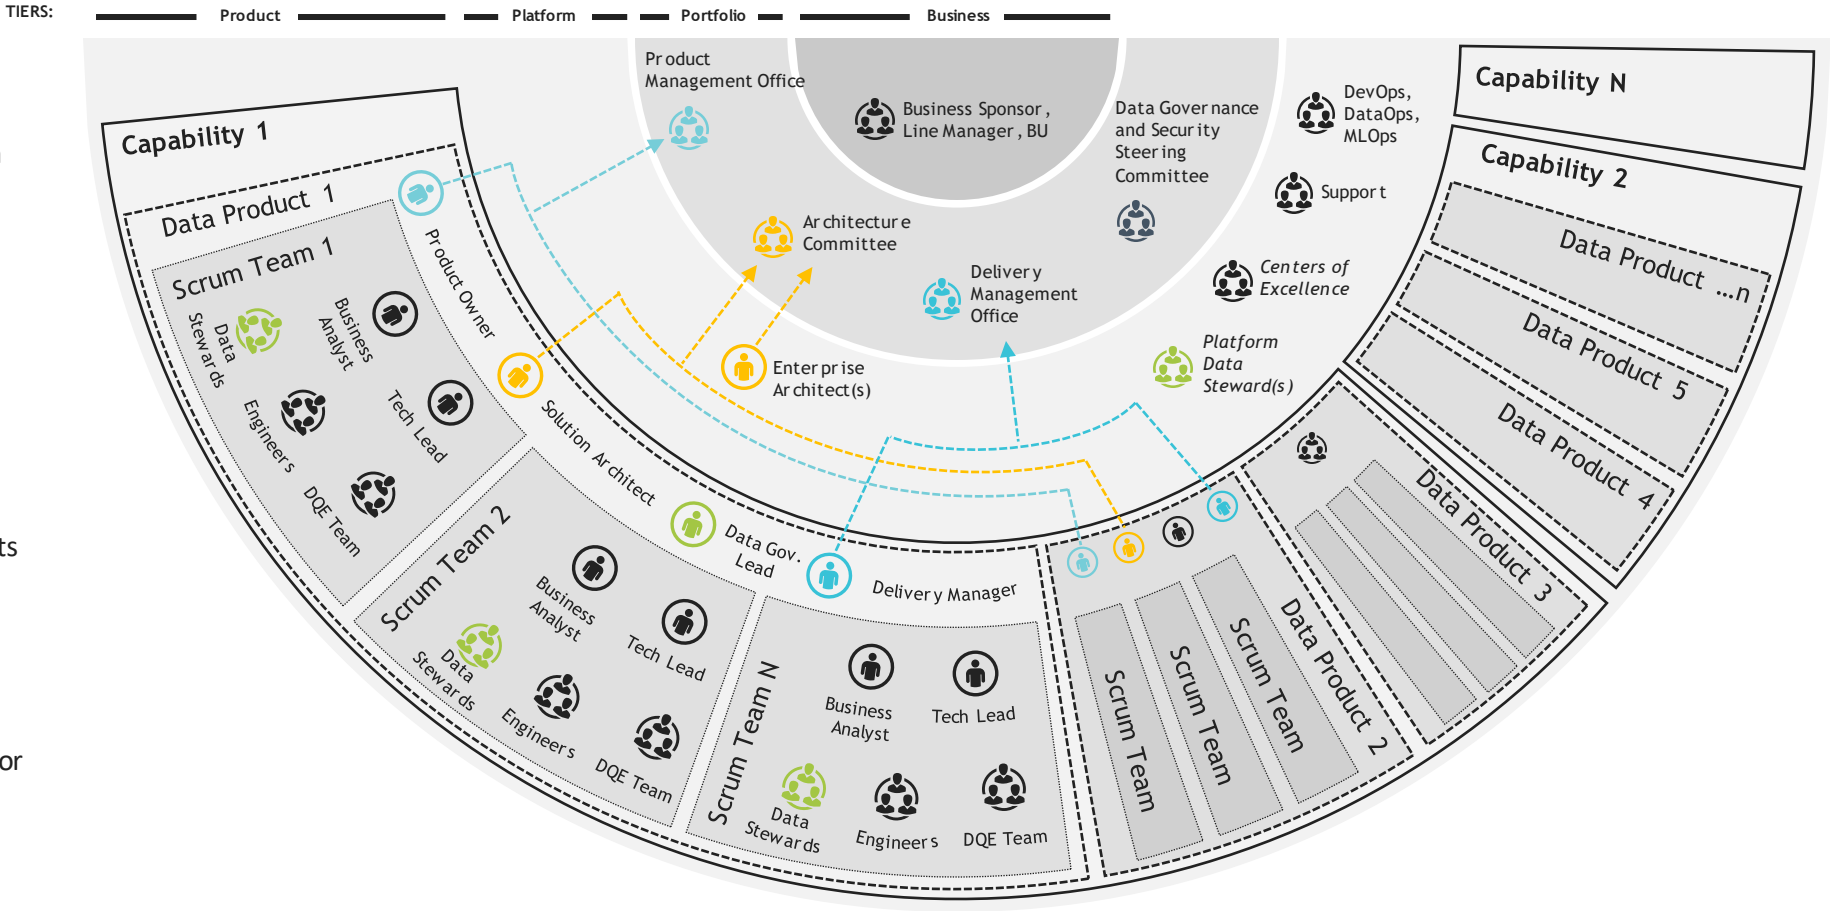 TIERS:
Product
Platform
Portfolio
Business
Product
Management Office
Business Sponsor,
Line Manager, BU
Data Governance
and Security
Steering
Committee
DevOps,
DataOps,
MLOps
Support
Centers of
Excellence
Platform
Data
Steward(s)
Architecture
Committee
Delivery
Management
Office
Enterprise
Architect(s)
Capability 1
Data Product 1
Product Owner
Solution Architect
Data Gov.
Lead
Delivery Manager
Scrum Team 1
Data
Stewards
Business
Analyst
Engineers
Tech Lead
DQE Team
Scrum Team 2
Business
Analyst
Tech Lead
Data
Stewards
Engineers
DQE Team
Scrum Team N
Business
Analyst
Tech Lead
Data
Stewards
Engineers
DQE Team
Scrum Team
Scrum Team
Scrum Team
Data Product 2
Data Product 3
Capability 2
Data Product ...n
Data Product 5
Data Product 4
Capability N
ts
or